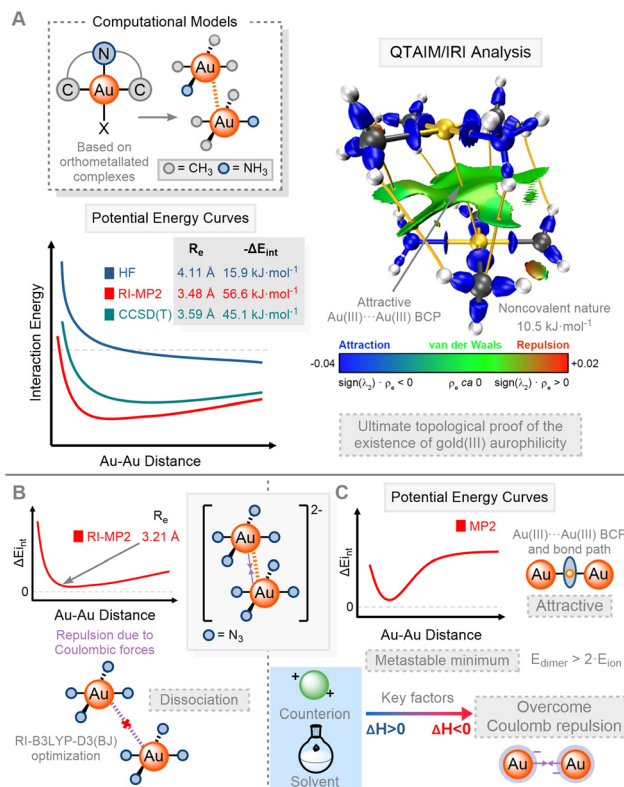 A
Computational Models
N
C
Au
C
X
Based on
orthometallated
complexes
Au
Au
= CH3 = NH3
QTAIM/IRI Analysis
Attractive
Au(III)···Au(III) BCP
Noncovalent nature
10.5 kJ·mol-1
Attraction
van der Waals
Repulsion
-0.04
+0.02
sign(λ2) · ρe < 0
ρe ca 0
sign(λ2) · ρe > 0
Ultimate topological proof of the
existence of gold(III) aurophilicity
Potential Energy Curves
Re -ΔEint
HF 4.11 Å 15.9 kJ·mol-1
RI-MP2 3.48 Å 56.6 kJ·mol-1
CCSD(T) 3.59 Å 45.1 kJ·mol-1
Interaction Energy
Au-Au Distance
B
ΔEint
0
Re
RI-MP2 3.21 Å
Au-Au Distance
2-
Au
Au
= N3
Repulsion due to
Coulombic forces
Au
Au
Dissociation
RI-B3LYP-D3(BJ)
optimization
C
Potential Energy Curves
MP2
ΔEint
0
Au-Au Distance
Au(III)···Au(III) BCP
and bond path
Au
Au
Attractive
Metastable minimum
Edimer > 2·Eion
+
+
Counterion
Solvent
Key factors
ΔH>0
ΔH<0
Overcome
Coulomb repulsion
Au
−
−
Au